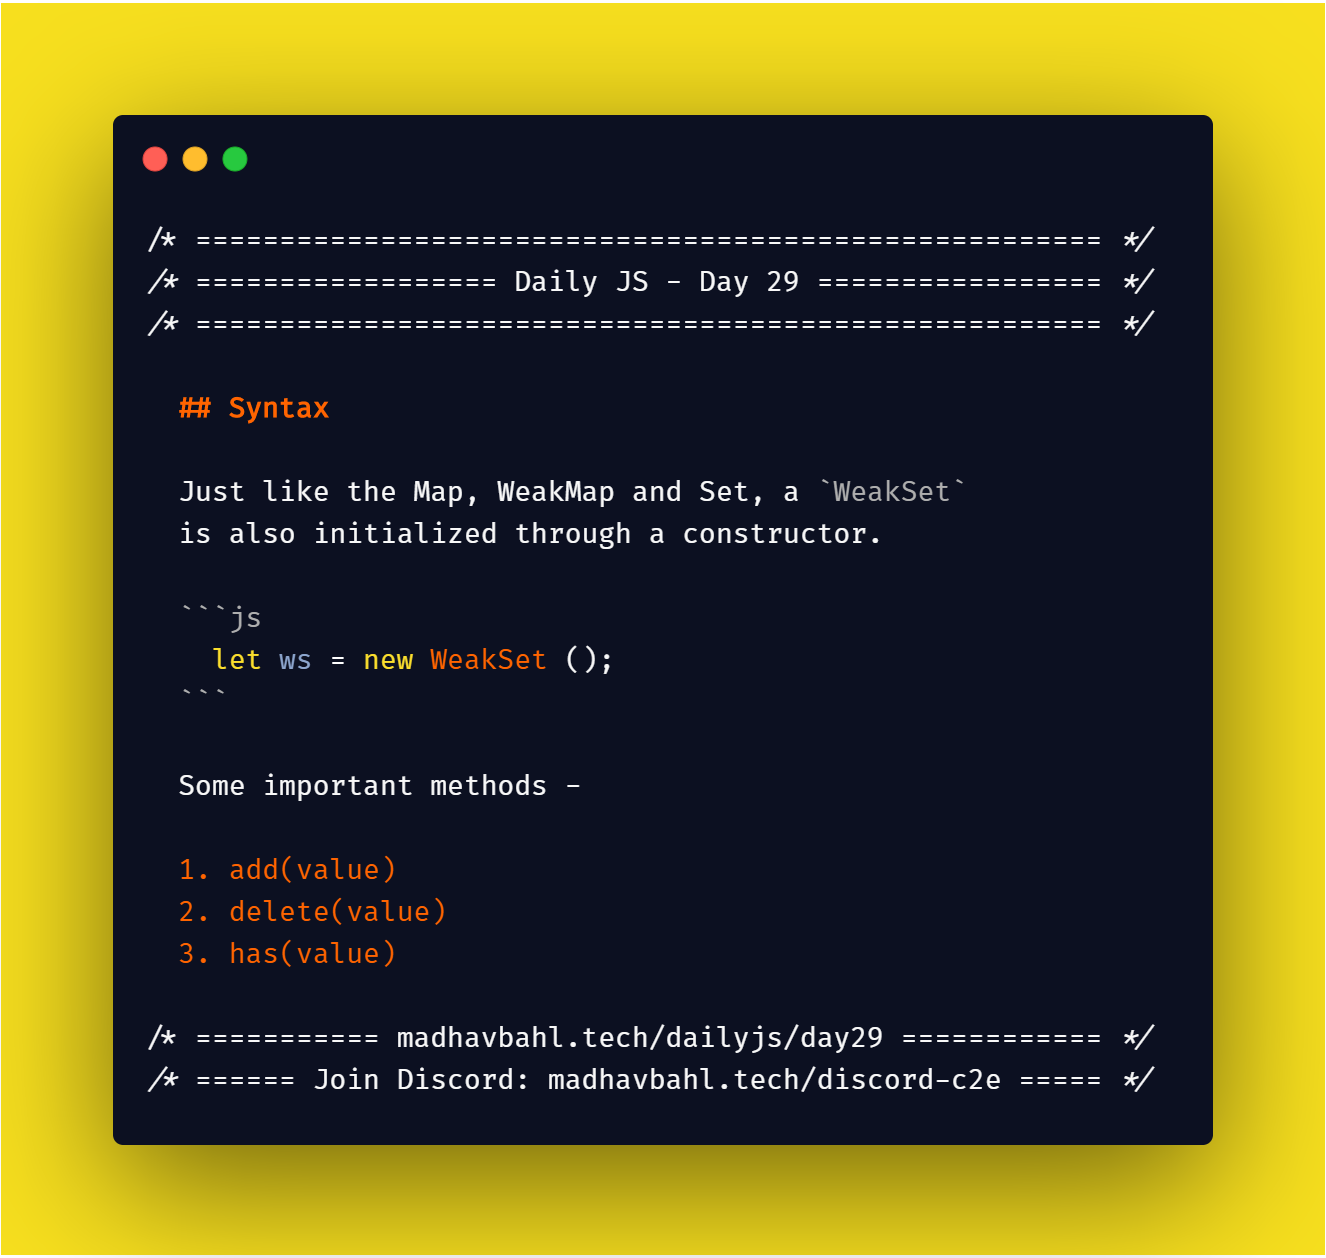 /* ====================================================== */
/* ================== Daily JS - Day 29 ================= */
/* ====================================================== */
## Syntax
Just like the Map, WeakMap and Set, a `WeakSet`
is also initialized through a constructor.
```js
let ws = new WeakSet ();
```
Some important methods -
1. add(value)
2. delete(value)
3. has(value)
/* =========== madhavbahl.tech/dailyjs/day29 ============ */
/* ====== Join Discord: madhavbahl.tech/discord-c2e ===== */